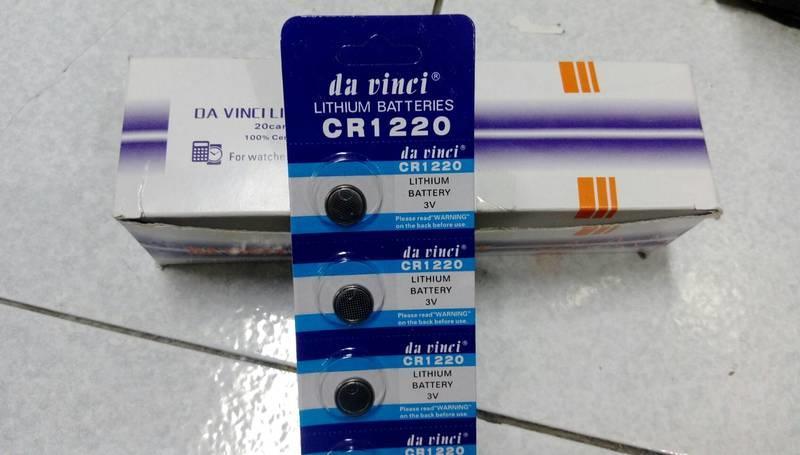 da vinci®
LITHIUM BATTERIES
CR1220
da vinci®
CR1220
LITHIUM
BATTERY
3V
Please read"WARNING"
on the back before use.
da vinci®
CR1220
LITHIUM
BATTERY
3V
Please read"WARNING"
on the back before use.
da vinci®
CR1220
LITHIUM
BATTERY
3V
Please read"WARNING"
on the back before use.
da vinci®
CR1220
DA VINCI LI
20car
100% Ce
For watche